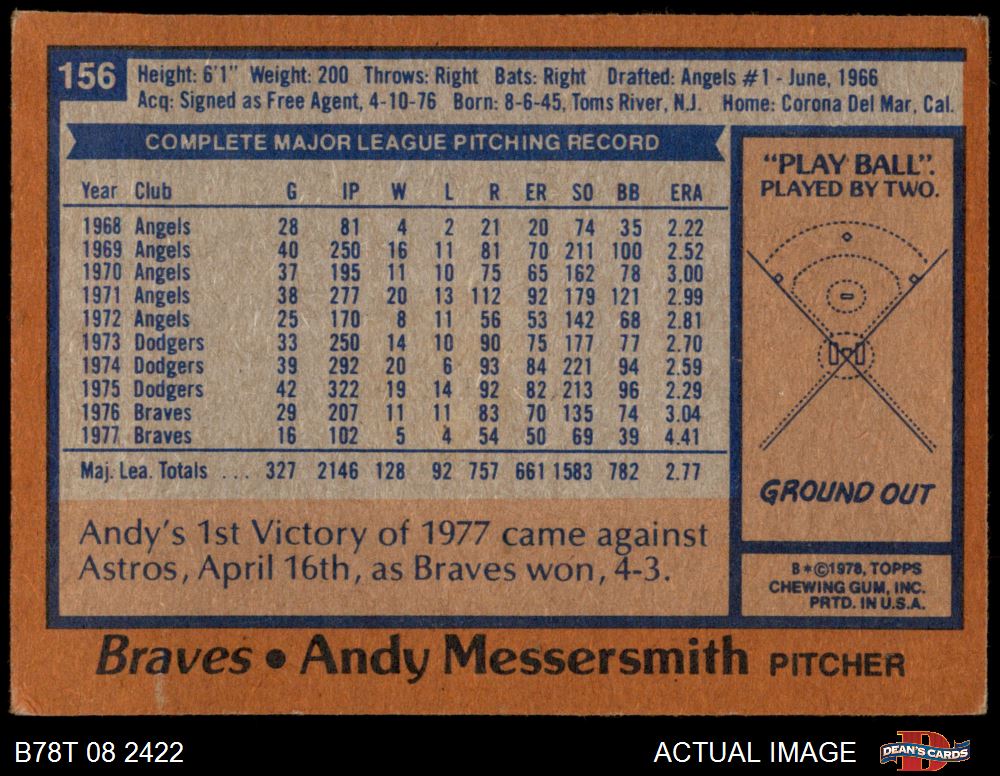 156
Height: 6'1" Weight: 200 Throws: Right Bats: Right Drafted: Angels #1 - June, 1966
Acq: Signed as Free Agent, 4-10-76 Born: 8-6-45, Toms River, N.J. Home: Corona Del Mar, Cal.
COMPLETE MAJOR LEAGUE PITCHING RECORD
Year Club G IP W L R ER SO BB ERA
1968 Angels 28 81 4 2 21 20 74 35 2.22
1969 Angels 40 250 16 11 81 70 211 100 2.52
1970 Angels 37 195 11 10 75 65 162 78 3.00
1971 Angels 38 277 20 13 112 92 179 121 2.99
1972 Angels 25 170 8 11 56 53 142 68 2.81
1973 Dodgers 33 250 14 10 90 75 177 77 2.70
1974 Dodgers 39 292 20 6 93 84 221 94 2.59
1975 Dodgers 42 322 19 14 92 82 213 96 2.29
1976 Braves 29 207 11 11 83 70 135 74 3.04
1977 Braves 16 102 5 4 54 50 69 39 4.41
Maj. Lea. Totals ... 327 2146 128 92 757 661 1583 782 2.77
Andy's 1st Victory of 1977 came against
Astros, April 16th, as Braves won, 4-3.
"PLAY BALL".
PLAYED BY TWO.
GROUND OUT
B*©1978, TOPPS
CHEWING GUM, INC.
PRTD. IN U.S.A.
Braves • Andy Messersmith PITCHER
B78T 08 2422
ACTUAL IMAGE
DEAN'S CARDS